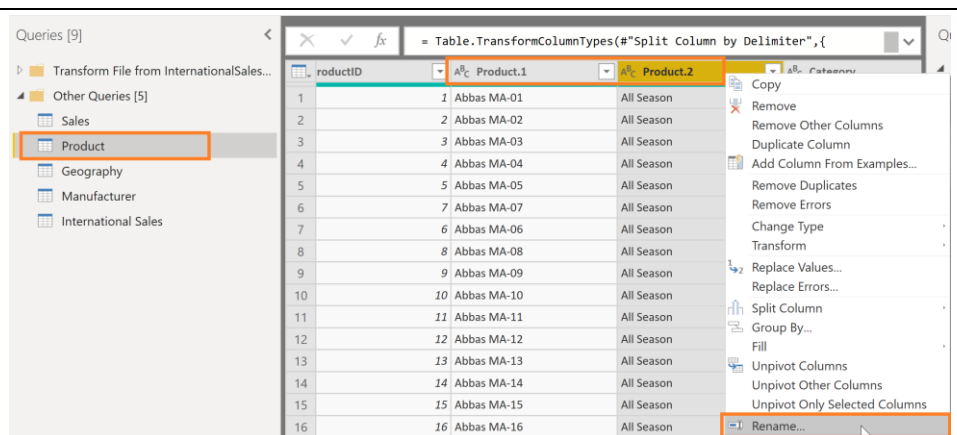 Queries [9]
fx = Table.TransformColumnTypes(#"Split Column by Delimiter",{
Transform File from InternationalSales...
Other Queries [5]
Sales
Product
Geography
Manufacturer
International Sales
roductID ABC Product.1 ABC Product.2 ABC Category
1 1 Abbas MA-01 All Season
2 2 Abbas MA-02 All Season
3 3 Abbas MA-03 All Season
4 4 Abbas MA-04 All Season
5 5 Abbas MA-05 All Season
6 7 Abbas MA-07 All Season
7 6 Abbas MA-06 All Season
8 8 Abbas MA-08 All Season
9 9 Abbas MA-09 All Season
10 10 Abbas MA-10 All Season
11 11 Abbas MA-11 All Season
12 12 Abbas MA-12 All Season
13 13 Abbas MA-13 All Season
14 14 Abbas MA-14 All Season
15 15 Abbas MA-15 All Season
16 16 Abbas MA-16 All Season
Copy
Remove
Remove Other Columns
Duplicate Column
Add Column From Examples...
Remove Duplicates
Remove Errors
Change Type
Transform
Replace Values...
Replace Errors...
Split Column
Group By...
Fill
Unpivot Columns
Unpivot Other Columns
Unpivot Only Selected Columns
Rename...